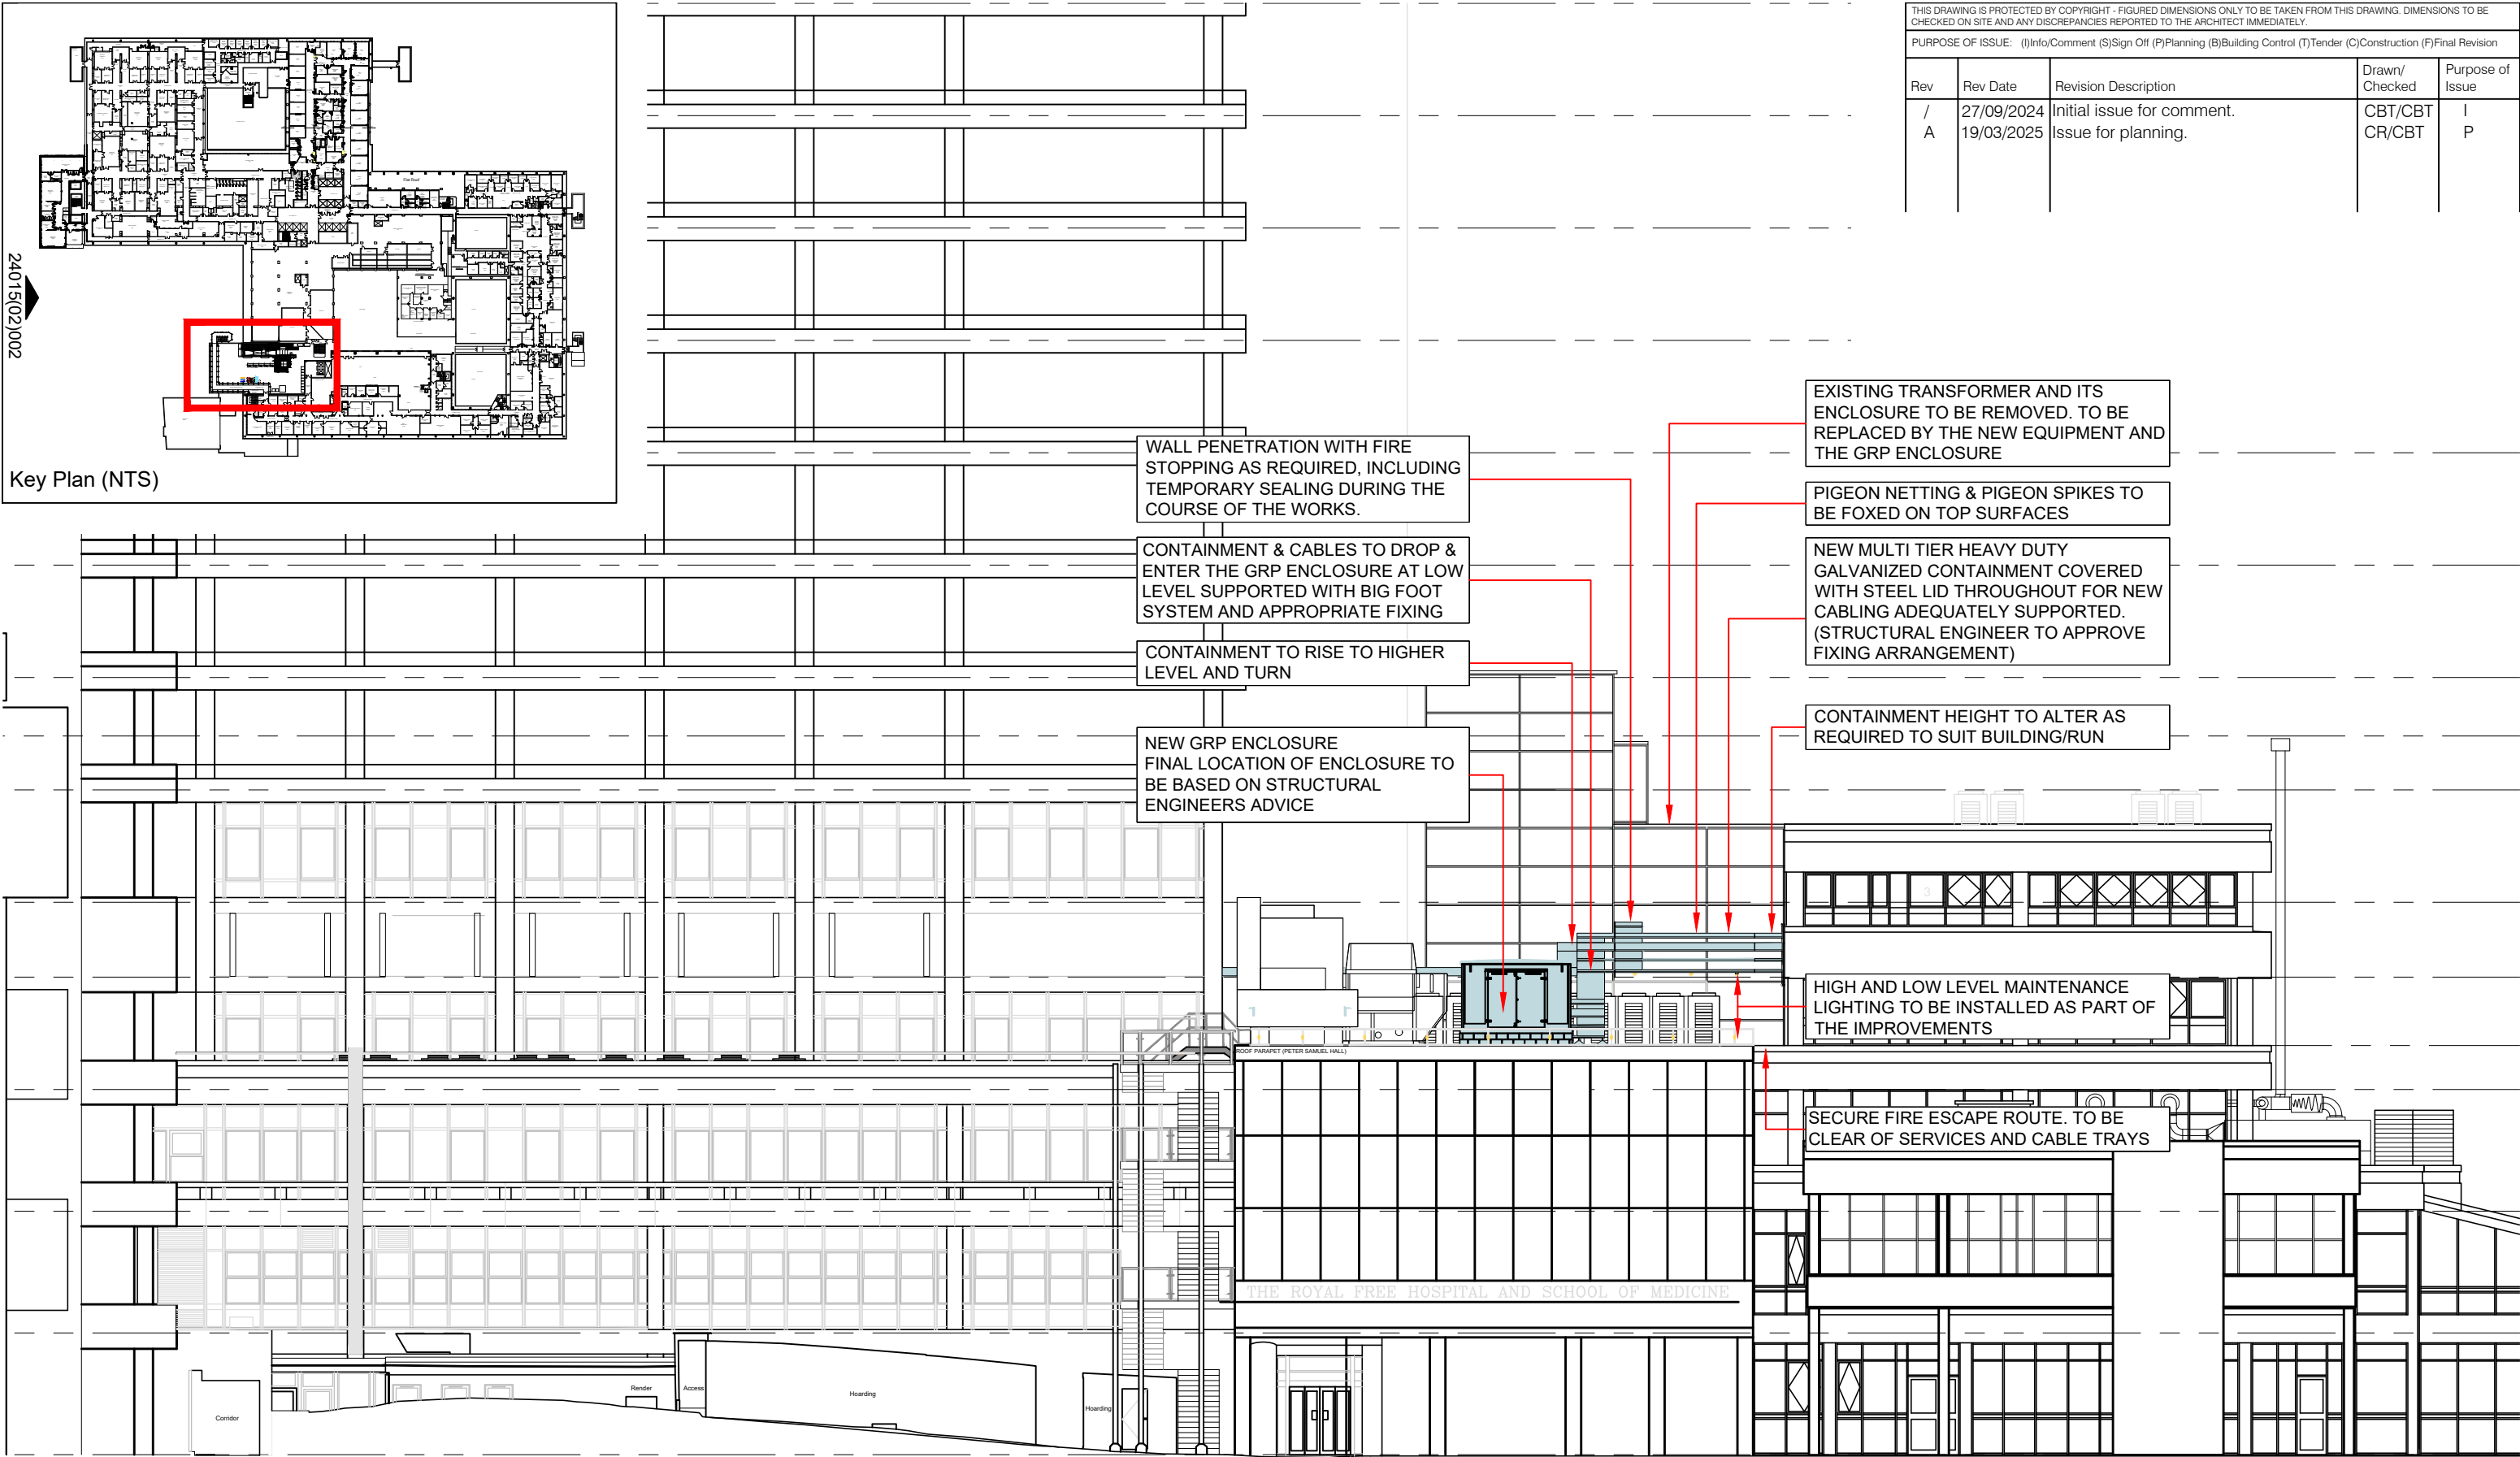 THIS DRAWING IS PROTECTED BY COPYRIGHT - FIGURED DIMENSIONS ONLY TO BE TAKEN FROM THIS DRAWING. DIMENSIONS TO BE
CHECKED ON SITE AND ANY DISCREPANCIES REPORTED TO THE ARCHITECT IMMEDIATELY.
PURPOSE OF ISSUE: (I)Info/Comment (S)Sign Off (P)Planning (B)Building Control (T)Tender (C)Construction (F)Final Revision
Rev Rev Date Revision Description Drawn/ Checked Purpose of Issue
/ 27/09/2024 Initial issue for comment. CBT/CBT I
A 19/03/2025 Issue for planning. CR/CBT P
24015(02)002
Flat Roof
Key Plan (NTS)
WALL PENETRATION WITH FIRE
STOPPING AS REQUIRED, INCLUDING
TEMPORARY SEALING DURING THE
COURSE OF THE WORKS.
CONTAINMENT & CABLES TO DROP &
ENTER THE GRP ENCLOSURE AT LOW
LEVEL SUPPORTED WITH BIG FOOT
SYSTEM AND APPROPRIATE FIXING
CONTAINMENT TO RISE TO HIGHER
LEVEL AND TURN
NEW GRP ENCLOSURE
FINAL LOCATION OF ENCLOSURE TO
BE BASED ON STRUCTURAL
ENGINEERS ADVICE
EXISTING TRANSFORMER AND ITS
ENCLOSURE TO BE REMOVED. TO BE
REPLACED BY THE NEW EQUIPMENT AND
THE GRP ENCLOSURE
PIGEON NETTING & PIGEON SPIKES TO
BE FOXED ON TOP SURFACES
NEW MULTI TIER HEAVY DUTY
GALVANIZED CONTAINMENT COVERED
WITH STEEL LID THROUGHOUT FOR NEW
CABLING ADEQUATELY SUPPORTED.
(STRUCTURAL ENGINEER TO APPROVE
FIXING ARRANGEMENT)
CONTAINMENT HEIGHT TO ALTER AS
REQUIRED TO SUIT BUILDING/RUN
3
HIGH AND LOW LEVEL MAINTENANCE
LIGHTING TO BE INSTALLED AS PART OF
THE IMPROVEMENTS
SECURE FIRE ESCAPE ROUTE. TO BE
CLEAR OF SERVICES AND CABLE TRAYS
ROOF PARAPET (PETER SAMUEL HALL)
THE ROYAL FREE HOSPITAL AND SCHOOL OF MEDICINE
Corridor
Render
Access
Hoarding
Hoarding